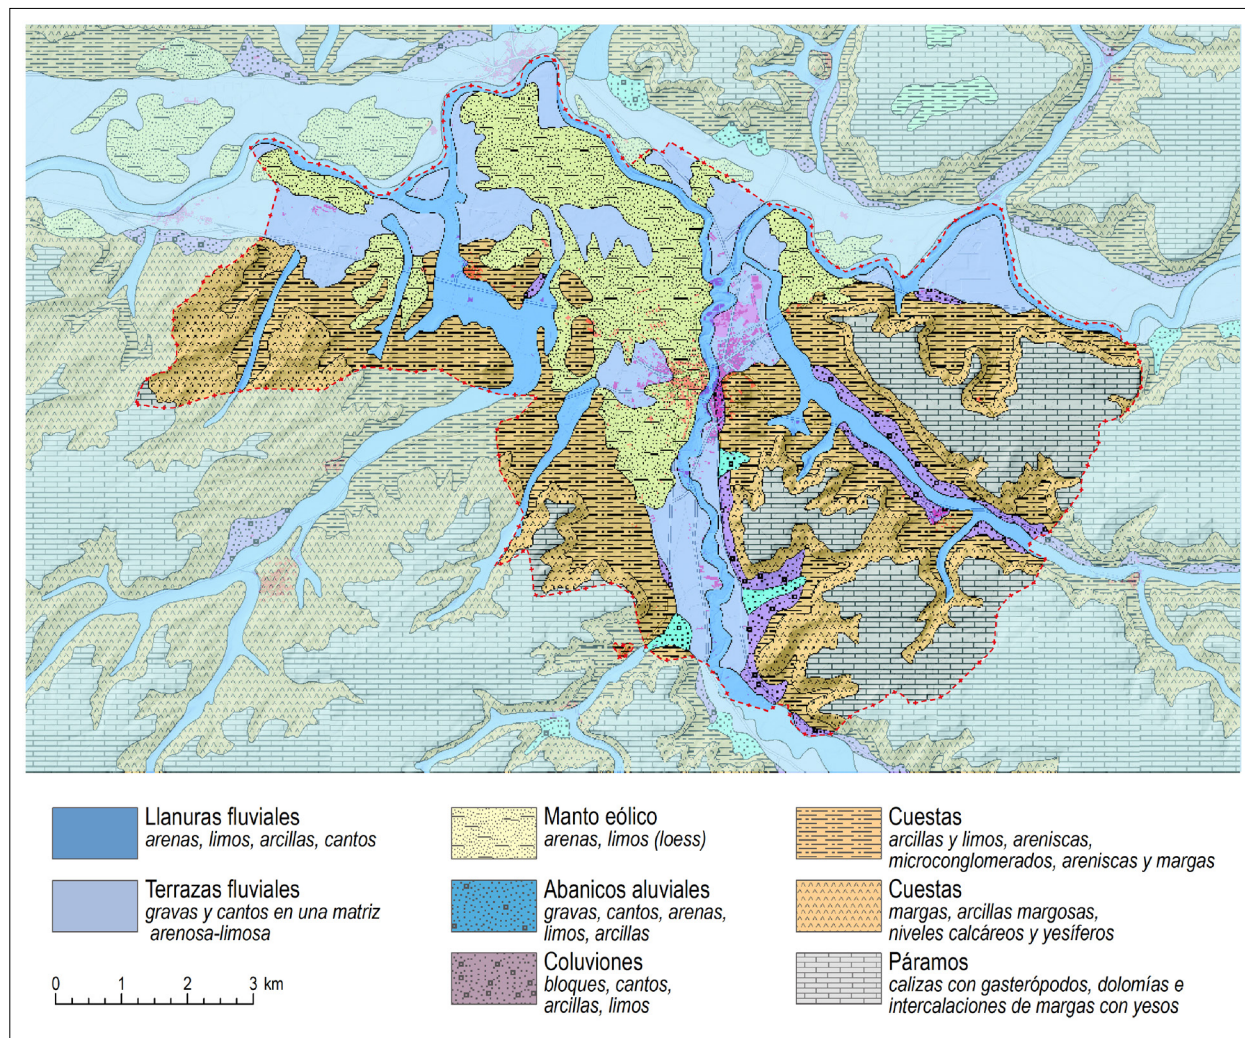 Llanuras fluviales
arenas, limos, arcillas, cantos
Terrazas fluviales
gravas y cantos en una matriz
arenosa-limosa
0 1 2 3 km
Manto eólico
arenas, limos (loess)
Abanicos aluviales
gravas, cantos, arenas,
limos, arcillas
Coluviones
bloques, cantos,
arcillas, limos
Cuestas
arcillas y limos, areniscas,
microconglomerados, areniscas y margas
Cuestas
margas, arcillas margosas,
niveles calcáreos y yesíferos
Páramos
calizas con gasterópodos, dolomías e
intercalaciones de margas con yesos